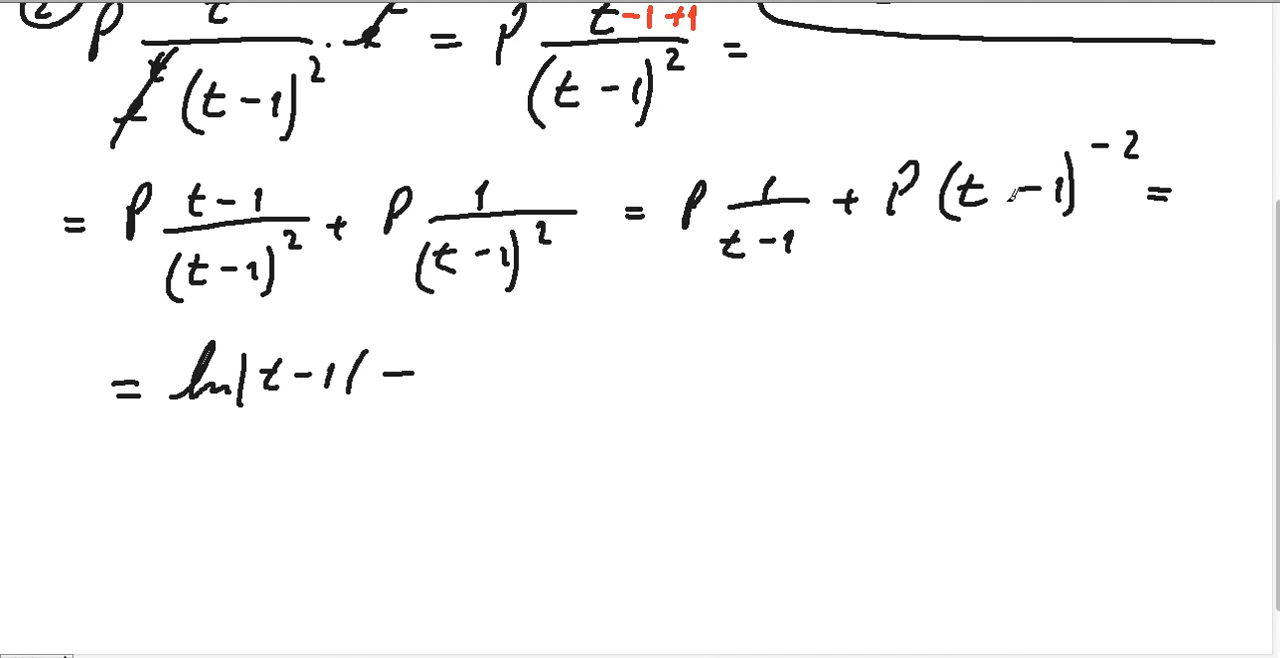 ② P t / t (t-1)² · t = P t -1 +1 / (t-1)² =
= P t-1 / (t-1)² + P 1 / (t-1)² = P 1 / t-1 + P (t-1)⁻² =
= ln|t-1| -